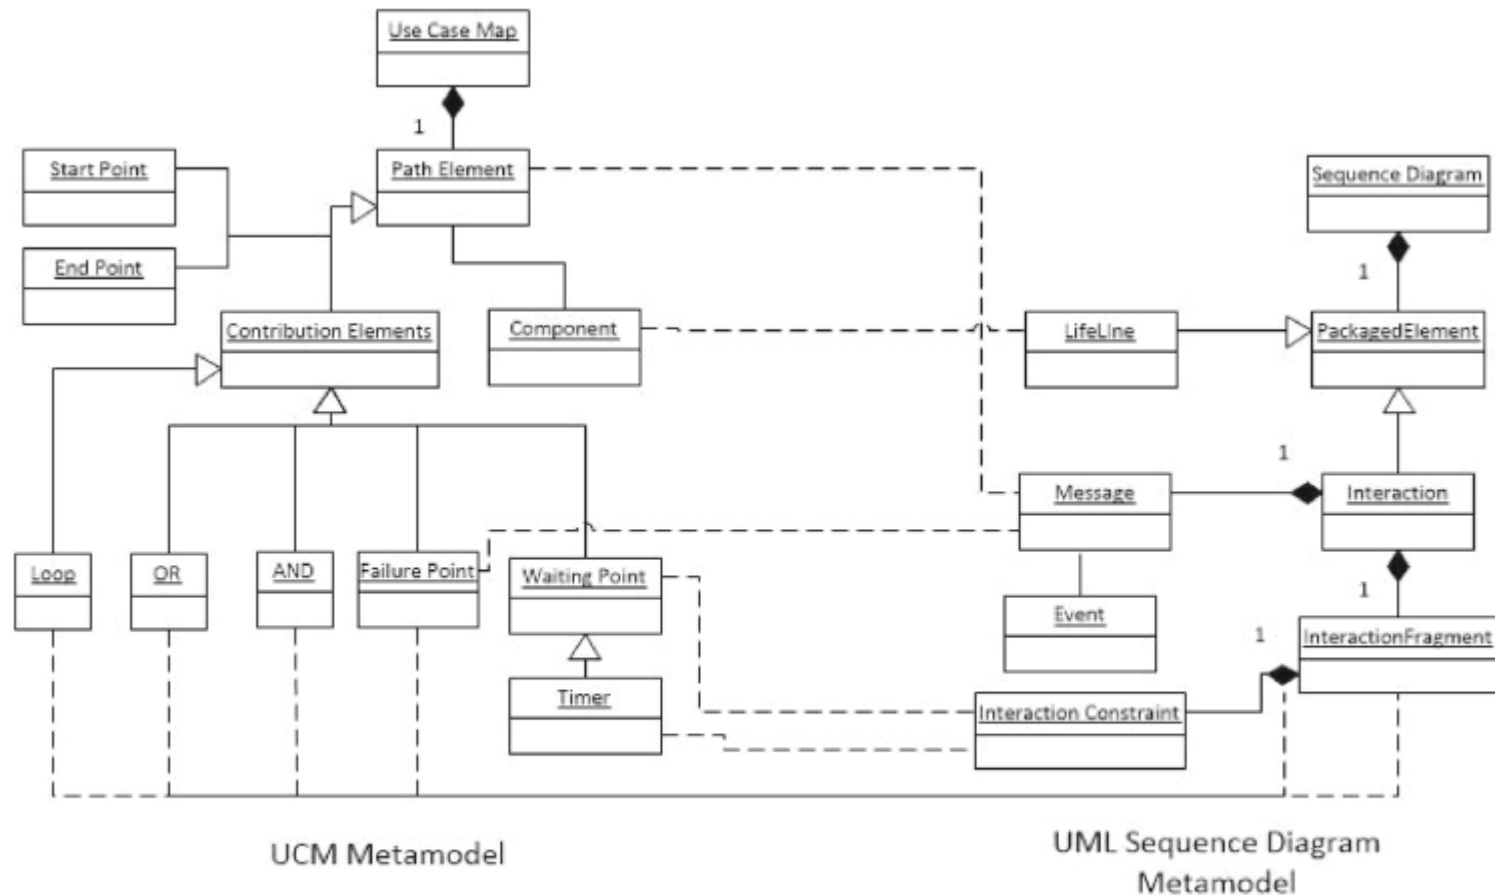 Use Case Map
1
Start Point
Path Element
Sequence Diagram
End Point
1
Contribution Elements
Component
LifeLIne
PackagedElement
1
Message
Interaction
Loop
OR
AND
Failure Point
Waiting Point
1
Event
1
InteractionFragment
Timer
Interaction Constraint
UCM Metamodel
UML Sequence Diagram
Metamodel